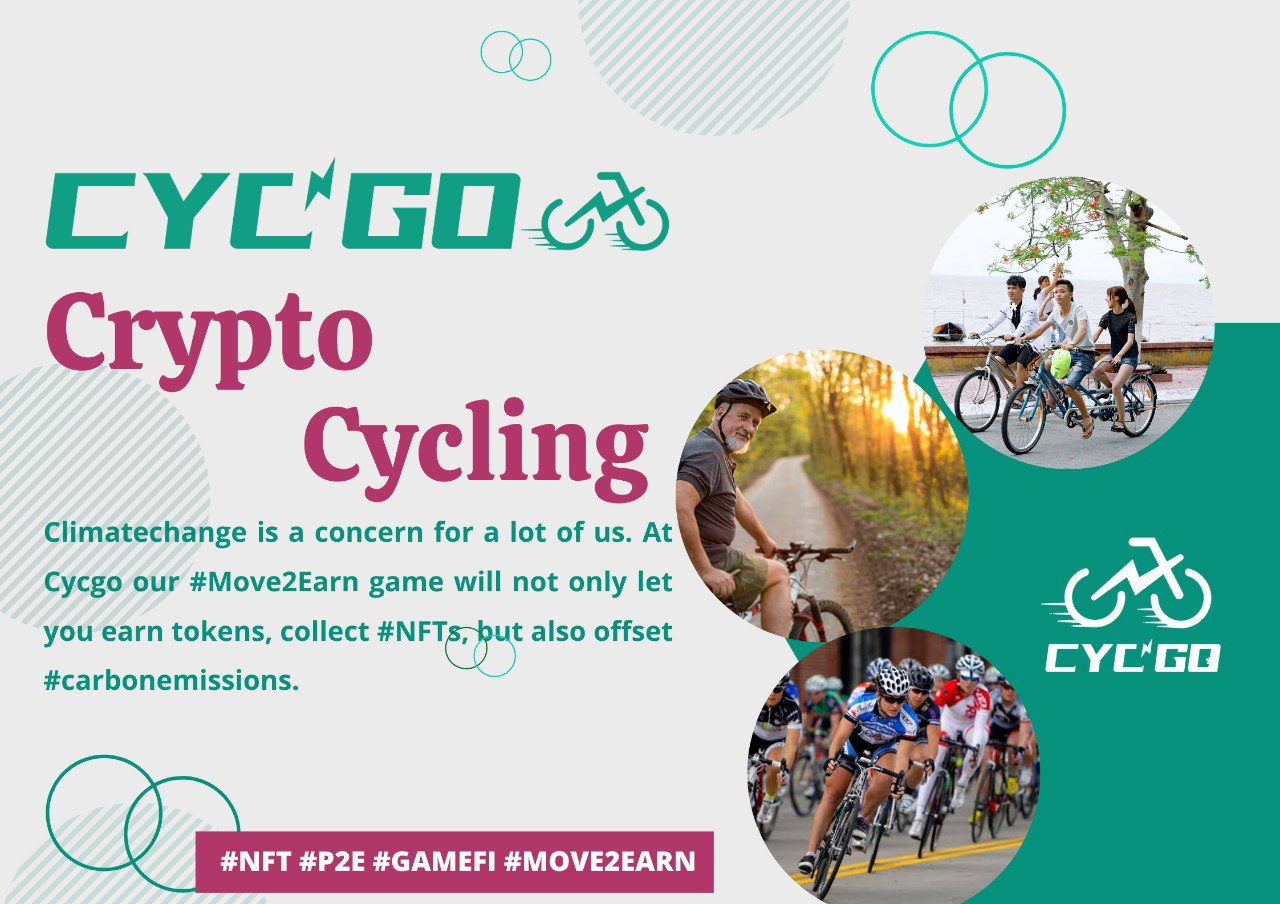 CYC'GO
Crypto
Cycling
Climatechange is a concern for a lot of us. At
Cycgo our #Move2Earn game will not only let
you earn tokens, collect #NFTs, but also offset
#carbonemissions.
CYC'GO
#NFT #P2E #GAMEFI #MOVE2EARN